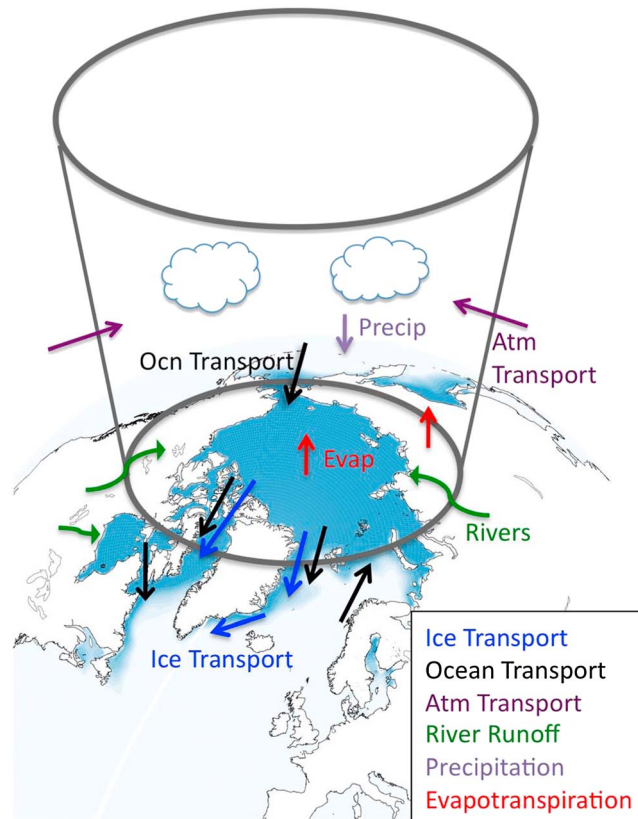 Precip
Ocn Transport
Atm
Transport
Evap
Rivers
Ice Transport
Ice Transport
Ocean Transport
Atm Transport
River Runoff
Precipitation
Evapotranspiration